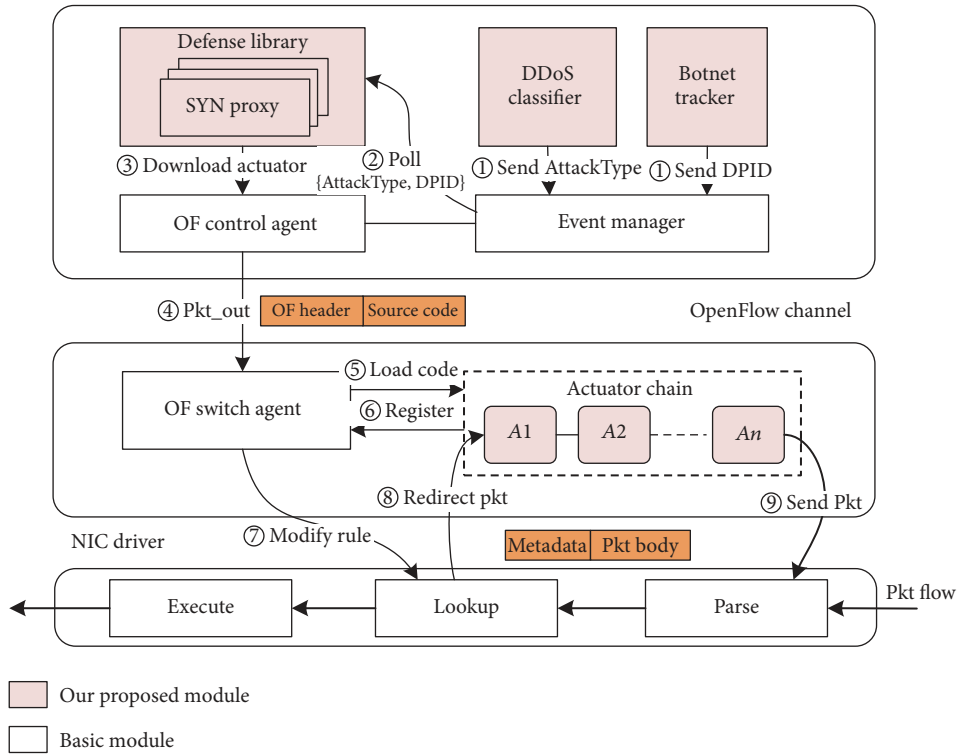 Defense library
SYN proxy
DDoS
classifier
Botnet
tracker
③ Download actuator
② Poll
{AttackType, DPID}
① Send AttackType
① Send DPID
OF control agent
Event manager
④ Pkt_out
OF header
Source code
OpenFlow channel
OF switch agent
⑤ Load code
⑥ Register
Actuator chain
A1
A2
An
⑧ Redirect pkt
⑨ Send Pkt
⑦ Modify rule
NIC driver
Metadata
Pkt body
Execute
Lookup
Parse
Pkt flow
Our proposed module
Basic module